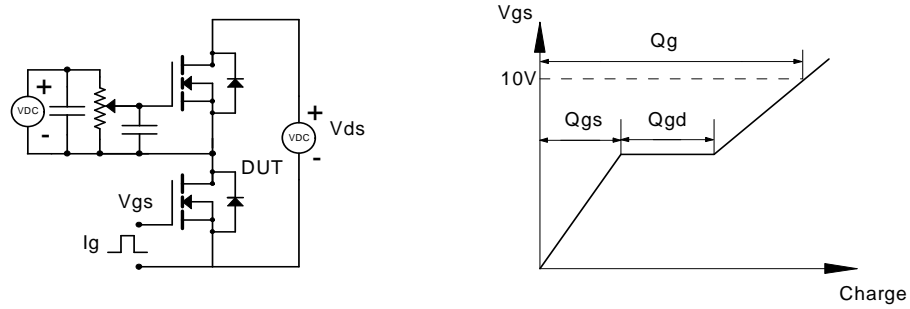 +
VDC
-
+
VDC
-
Vds
DUT
Vgs
Ig
Vgs
Qg
10V
Qgs
Qgd
Charge